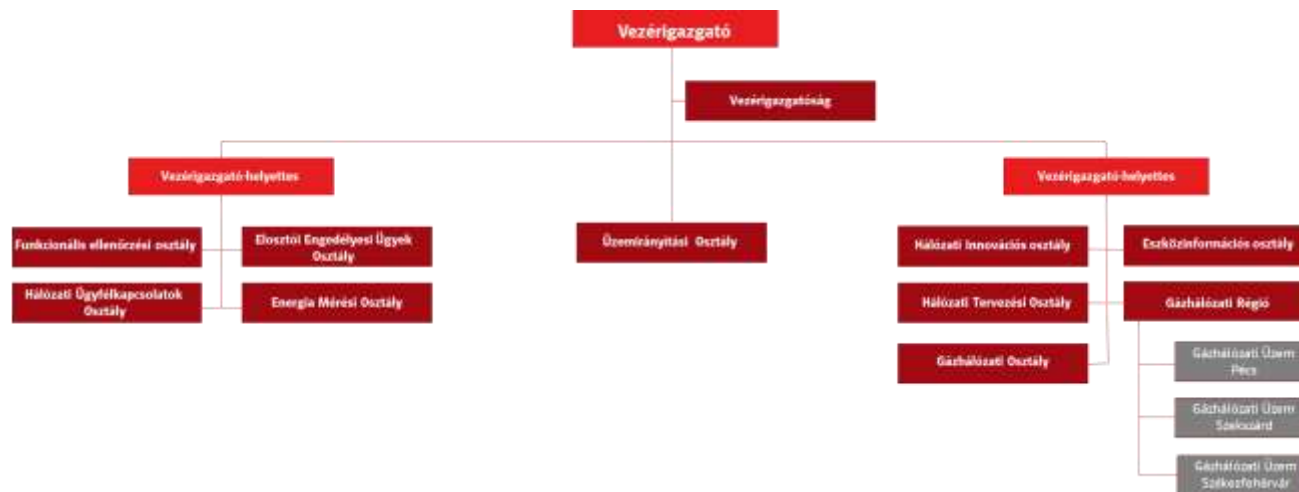 Vezérigazgató
Vezérigazgatóság
Vezérigazgató-helyettes
Vezérigazgató-helyettes
Funkcionális ellenőrzési osztály
Elosztói Engedélyesi Ügyek
Osztály
Üzemirányítási Osztály
Hálózati Innovációs osztály
Eszközinformációs osztály
Hálózati Ügyfélkapcsolatok
Osztály
Energia Mérési Osztály
Hálózati Tervezési Osztály
Gázhálózati Régió
Gázhálózati Osztály
Gázhálózati Üzem
Pécs
Gázhálózati Üzem
Szekszárd
Gázhálózati Üzem
Székesfehérvár